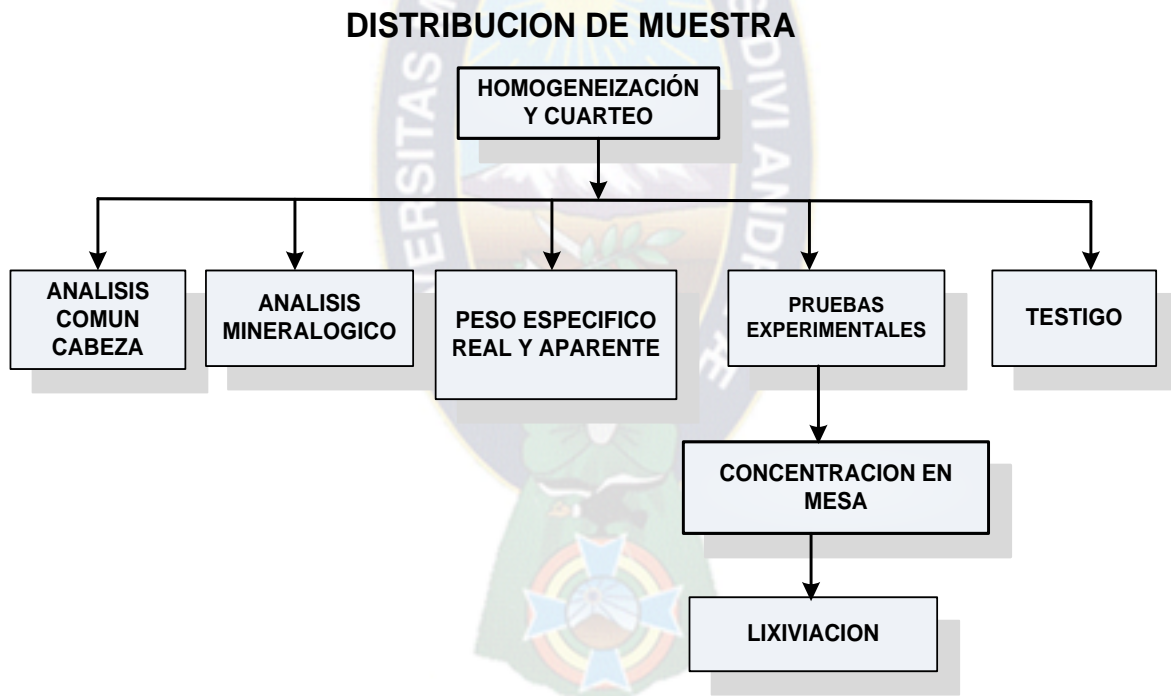 DISTRIBUCION DE MUESTRA
HOMOGENEIZACIÓN
Y CUARTEO
ANALISIS
COMUN
CABEZA
ANALISIS
MINERALOGICO
PESO ESPECIFICO
REAL Y APARENTE
PRUEBAS
EXPERIMENTALES
TESTIGO
CONCENTRACION EN
MESA
LIXIVIACION